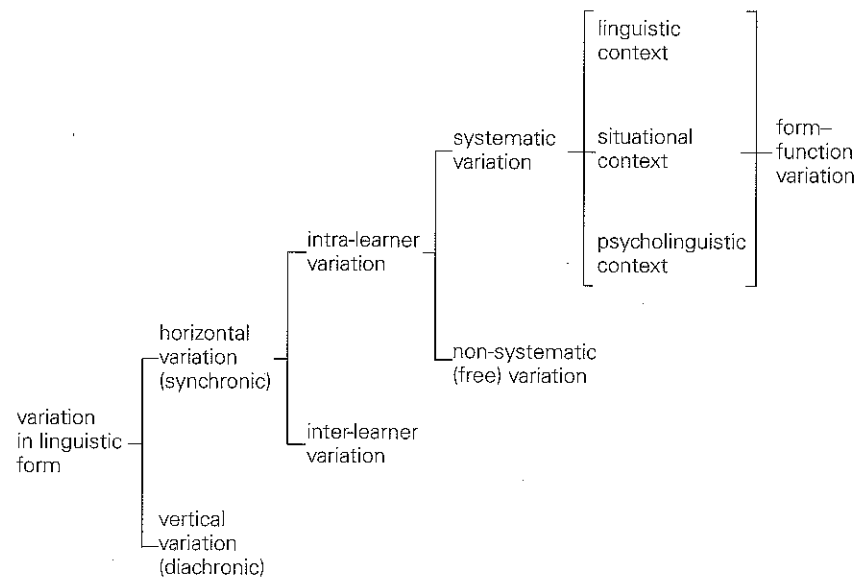 linguistic
context
systematic
variation
situational
context
form–
function
variation
psycholinguistic
context
intra-learner
variation
non-systematic
(free) variation
horizontal
variation
(synchronic)
inter-learner
variation
variation
in linguistic
form
vertical
variation
(diachronic)